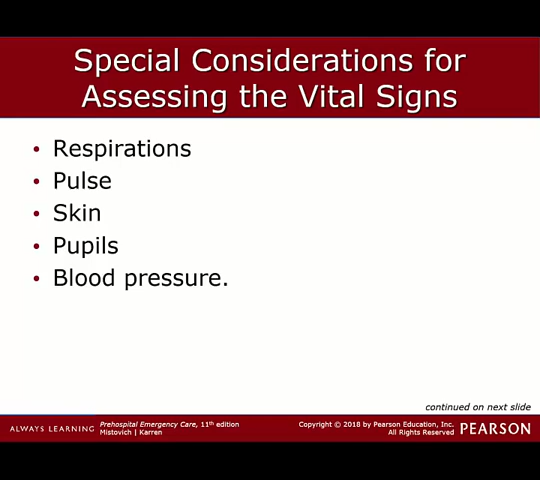 Special Considerations for
Assessing the Vital Signs
• Respirations
• Pulse
• Skin
• Pupils
• Blood pressure.
continued on next slide
ALWAYS LEARNING
Prehospital Emergency Care, 11th edition
Mistovich | Karren
Copyright © 2018 by Pearson Education, Inc.
All Rights Reserved
PEARSON